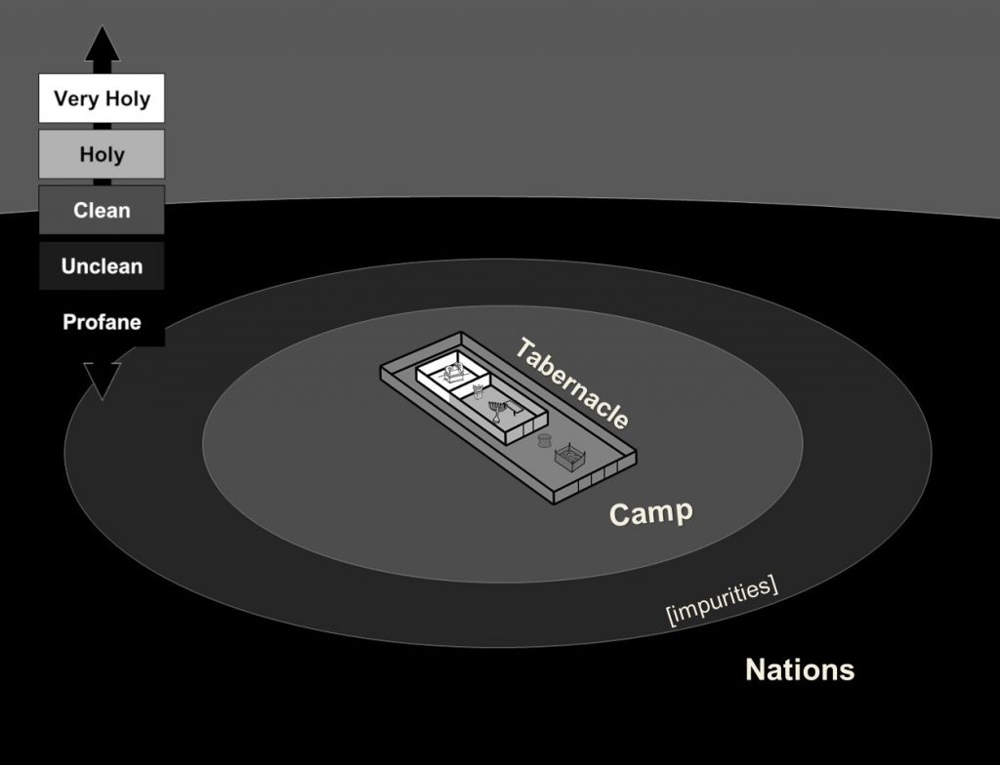 Very Holy
Holy
Clean
Unclean
Profane
Tabernacle
Camp
[impurities]
Nations